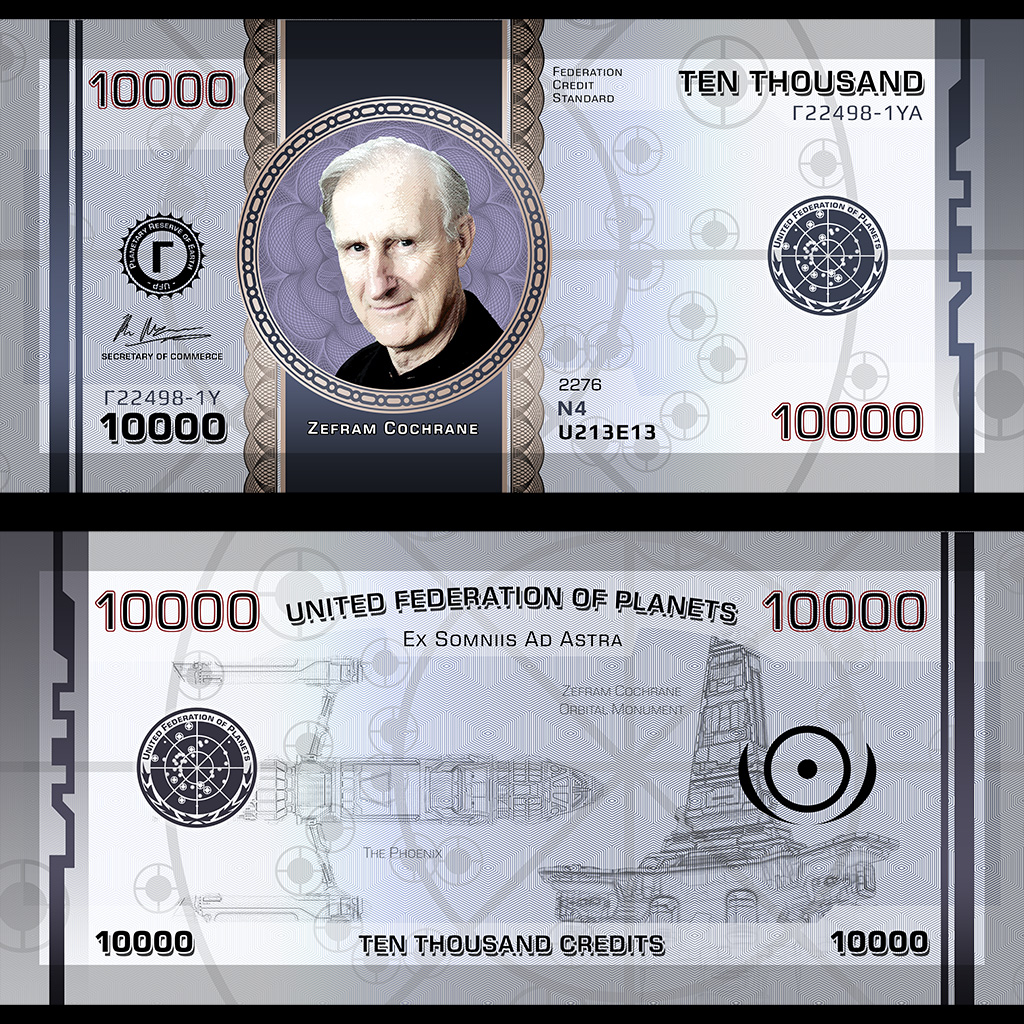 10000
FEDERATION
CREDIT
STANDARD
TEN THOUSAND
Γ22498-1YA
PLANETARY RESERVE OF EARTH
Γ
· UFP ·
UNITED FEDERATION OF PLANETS
SECRETARY OF COMMERCE
Γ22498-1Y
10000
ZEFRAM COCHRANE
2276
N4
U213E13
10000
10000
UNITED FEDERATION OF PLANETS
10000
EX SOMNIIS AD ASTRA
ZEFRAM COCHRANE
ORBITAL MONUMENT
UNITED FEDERATION OF PLANETS
THE PHOENIX
10000
TEN THOUSAND CREDITS
10000